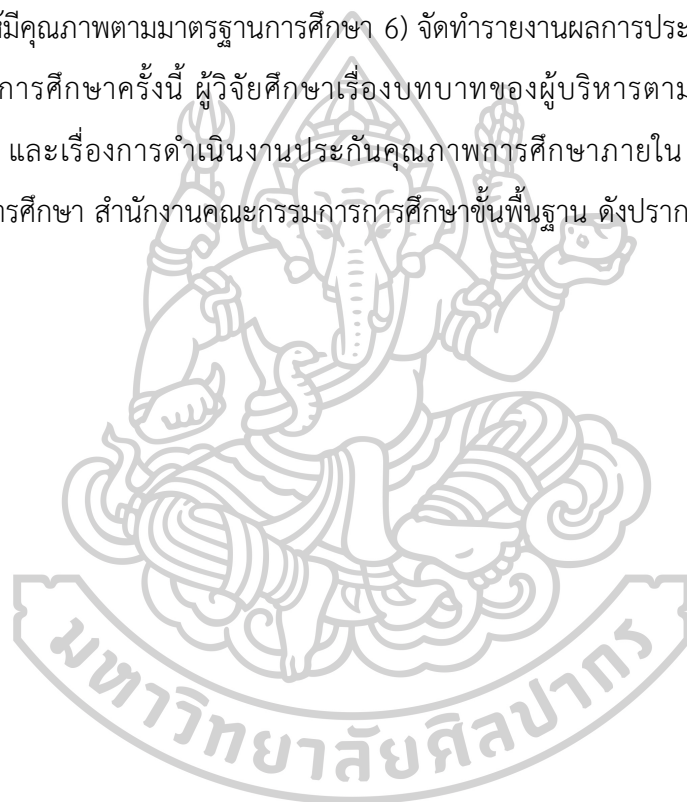 ห้มีคุณภาพตามมาตรฐานการศึกษา 6) จัดทำรายงานผลการประ
การศึกษาครั้งนี้ ผู้วิจัยศึกษาเรื่องบทบาทของผู้บริหารตาม
และเรื่องการดำเนินงานประกันคุณภาพการศึกษาภายใน
ารศึกษา สำนักงานคณะกรรมการการศึกษาขั้นพื้นฐาน ดังปราก
มหาวิทยาลัยศิลปากร